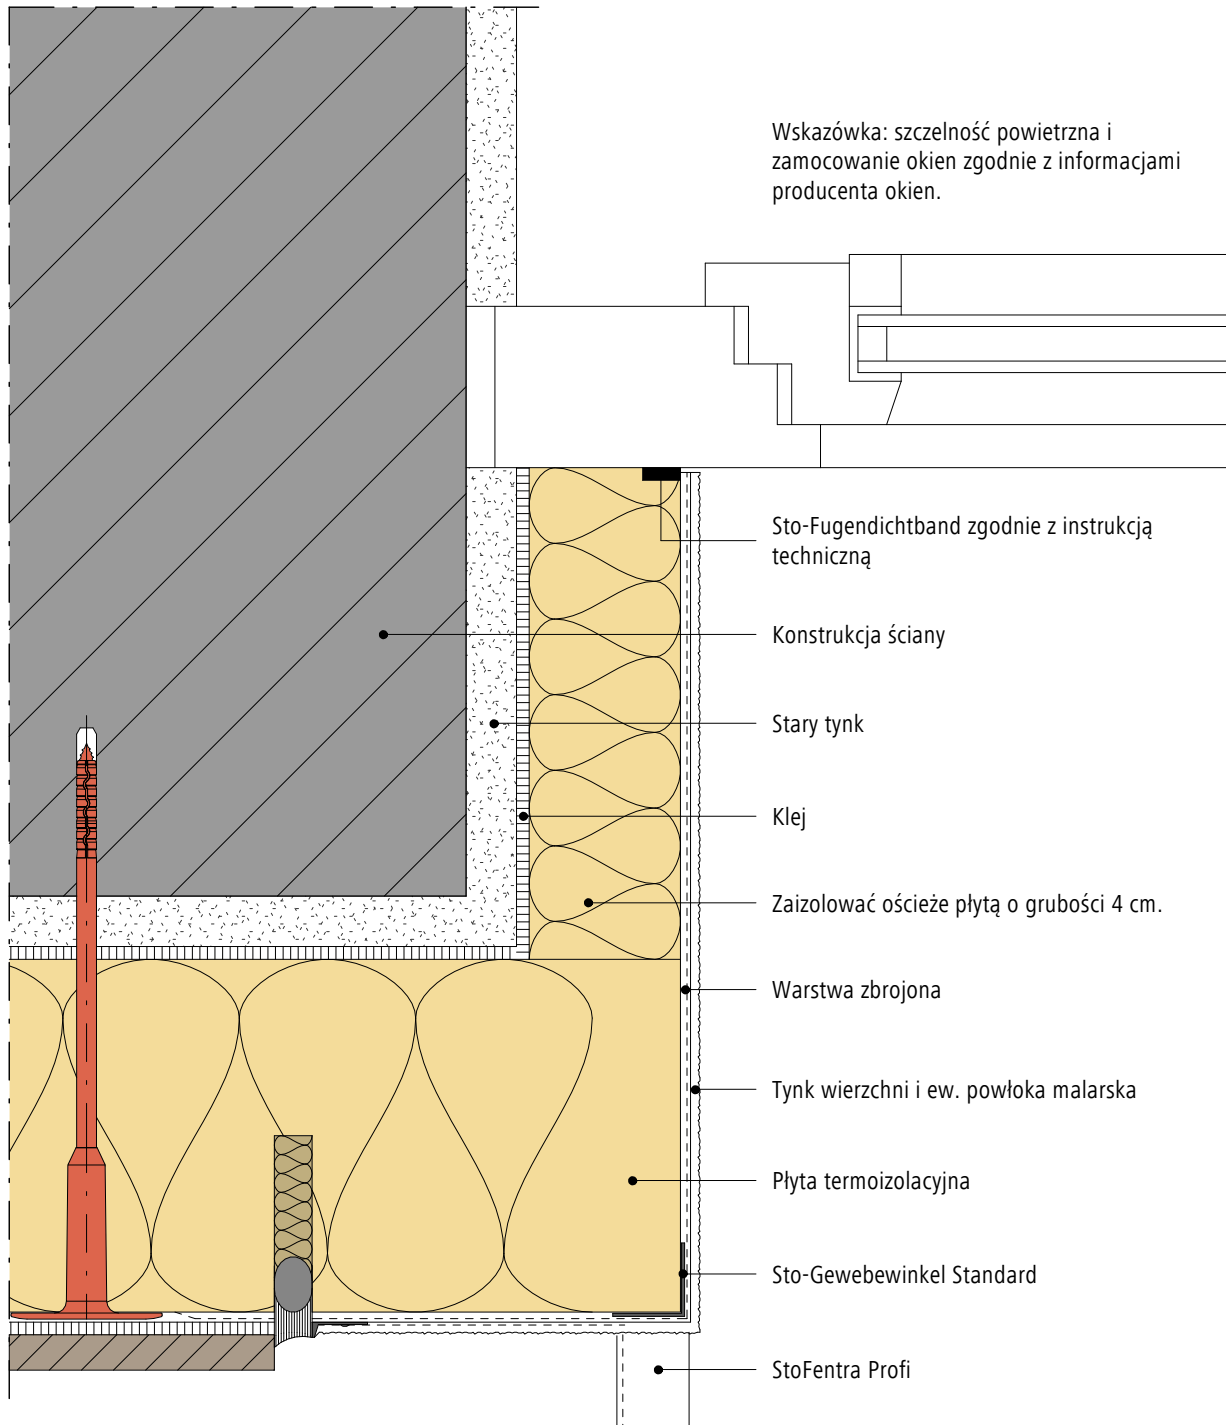 Wskazówka: szczelność powietrzna i
zamocowanie okien zgodnie z informacjami
producenta okien.
Sto-Fugendichtband zgodnie z instrukcją
techniczną
Konstrukcja ściany
Stary tynk
Klej
Zaizolować ościeże płytą o grubości 4 cm.
Warstwa zbrojona
Tynk wierzchni i ew. powłoka malarska
Płyta termoizolacyjna
Sto-Gewebewinkel Standard
StoFentra Profi